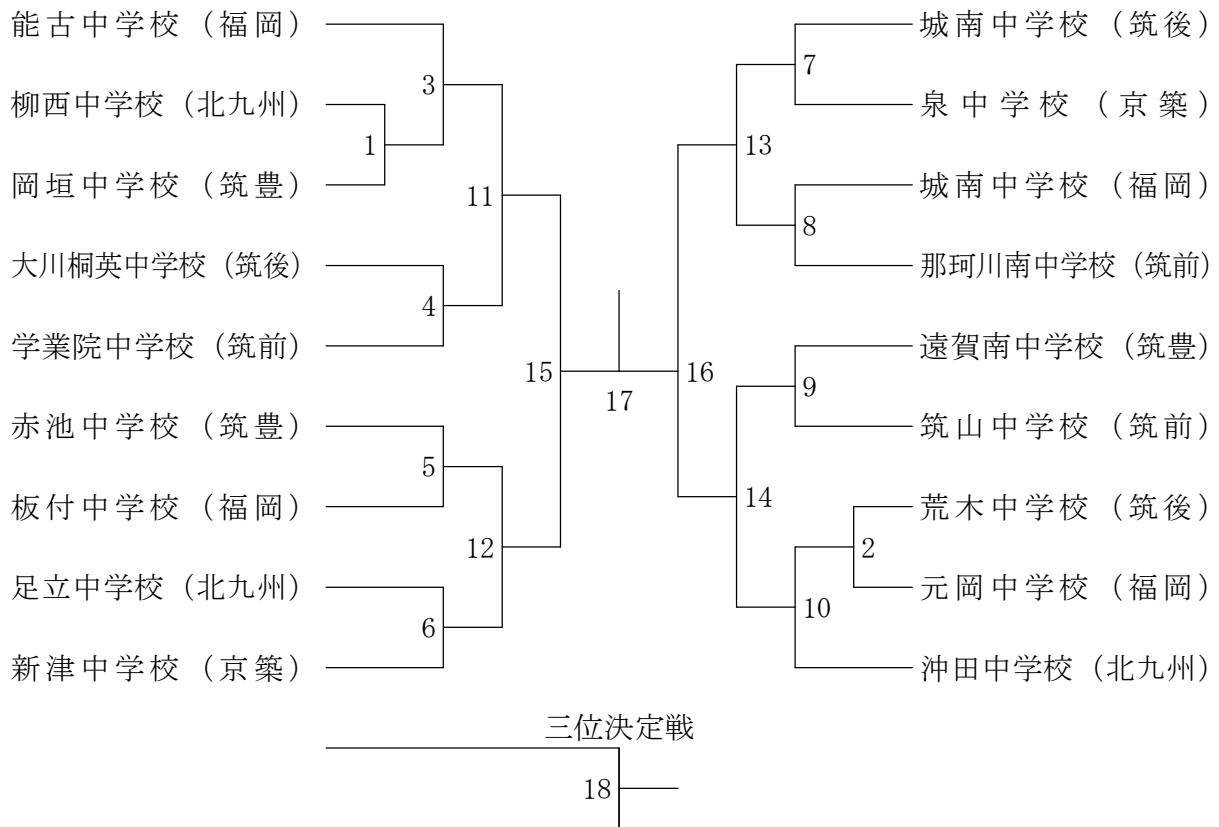 能古中学校（福岡）
柳西中学校（北九州）
岡垣中学校（筑豊）
大川桐英中学校（筑後）
学業院中学校（筑前）
赤池中学校（筑豊）
板付中学校（福岡）
足立中学校（北九州）
新津中学校（京築）
3
1
11
4
15
5
12
6
17
城南中学校（筑後）
泉中学校（京築）
城南中学校（福岡）
那珂川南中学校（筑前）
遠賀南中学校（筑豊）
筑山中学校（筑前）
荒木中学校（筑後）
元岡中学校（福岡）
沖田中学校（北九州）
7
13
8
16
9
14
2
10
三位決定戦
18